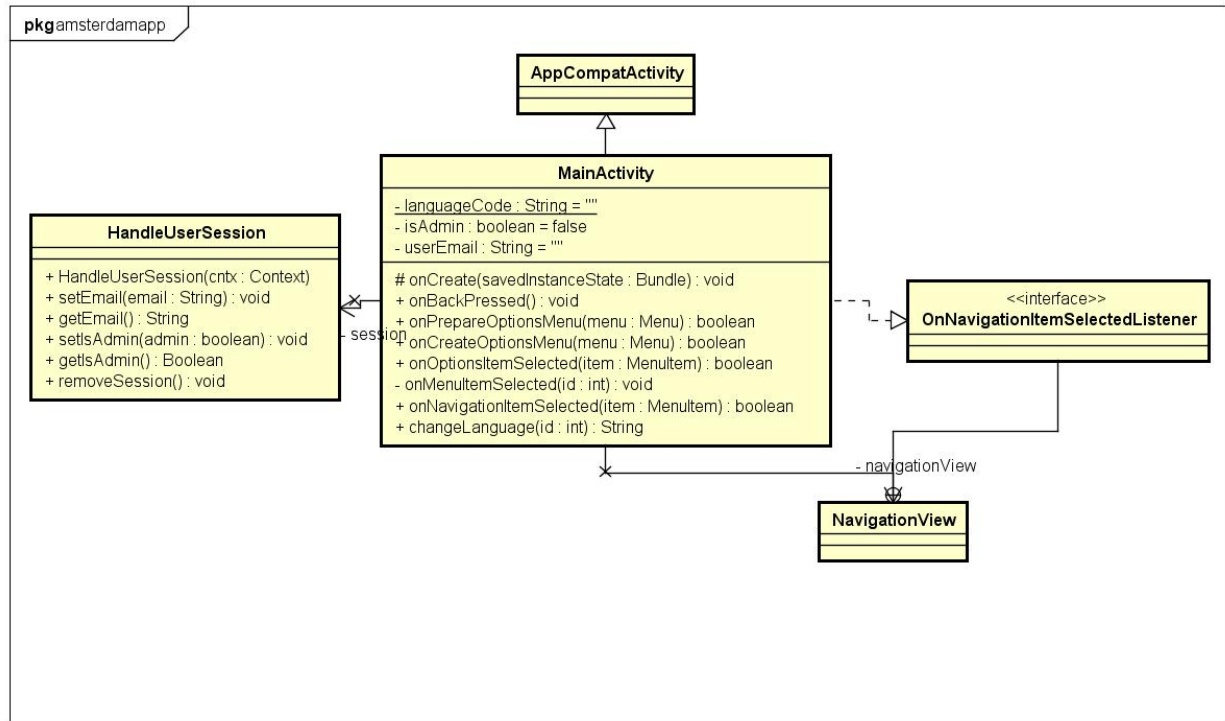 pkg amsterdamapp
AppCompatActivity
MainActivity
- languageCode : String = ""
- isAdmin : boolean = false
- userEmail : String = ""
# onCreate(savedInstanceState : Bundle) : void
+ onBackPressed() : void
+ onPrepareOptionsMenu(menu : Menu) : boolean
+ onCreateOptionsMenu(menu : Menu) : boolean
+ onOptionsItemSelected(item : MenuItem) : boolean
- onMenuItemSelected(id : int) : void
+ onNavigationItemSelected(item : MenuItem) : boolean
+ changeLanguage(id : int) : String
HandleUserSession
+ HandleUserSession(cntx : Context)
+ setEmail(email : String) : void
+ getEmail() : String
+ setIsAdmin(admin : boolean) : void
+ getIsAdmin() : Boolean
+ removeSession() : void
- session
<<interface>>
OnNavigationItemSelectedListener
- navigationView
NavigationView